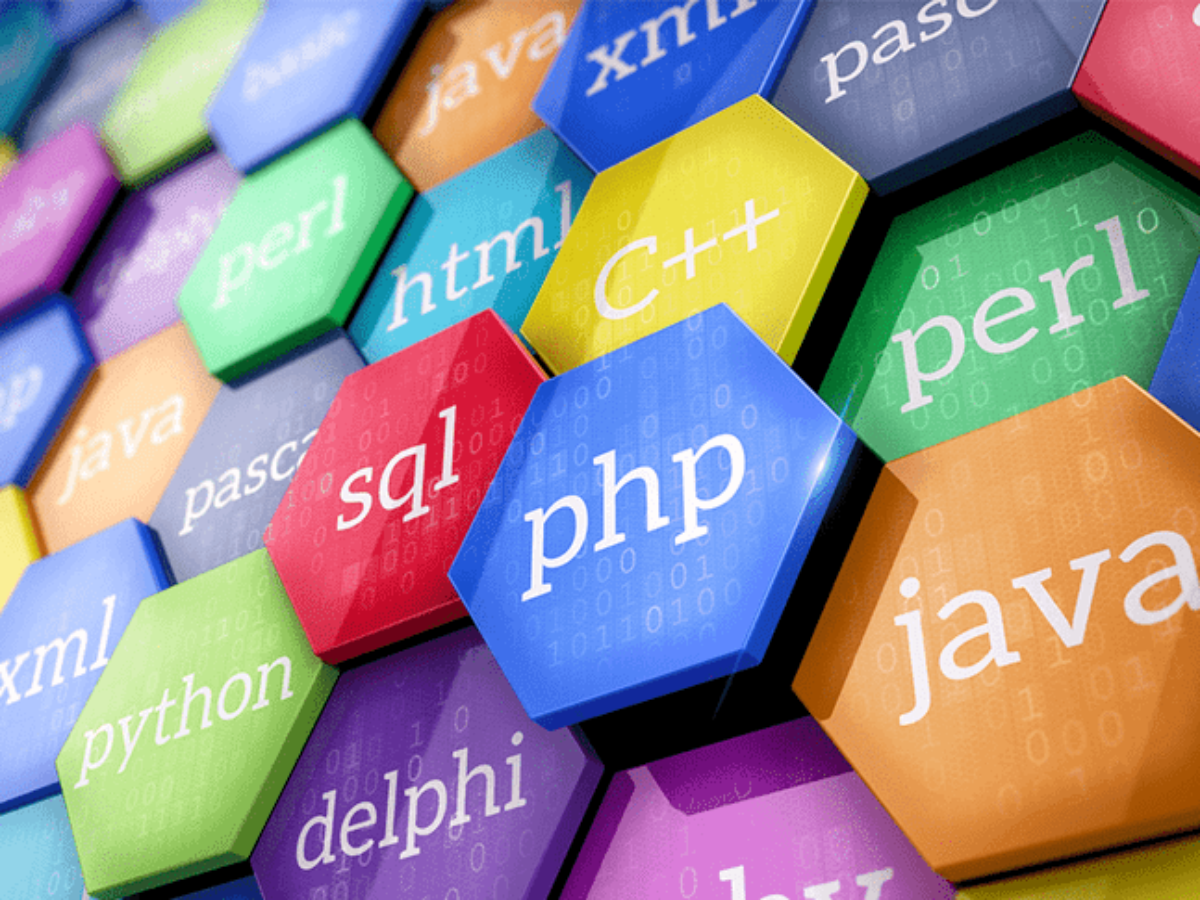 java
xml
pasc
perl
html
C++
perl
java
pasca
sql
php
java
xml
python
delphi